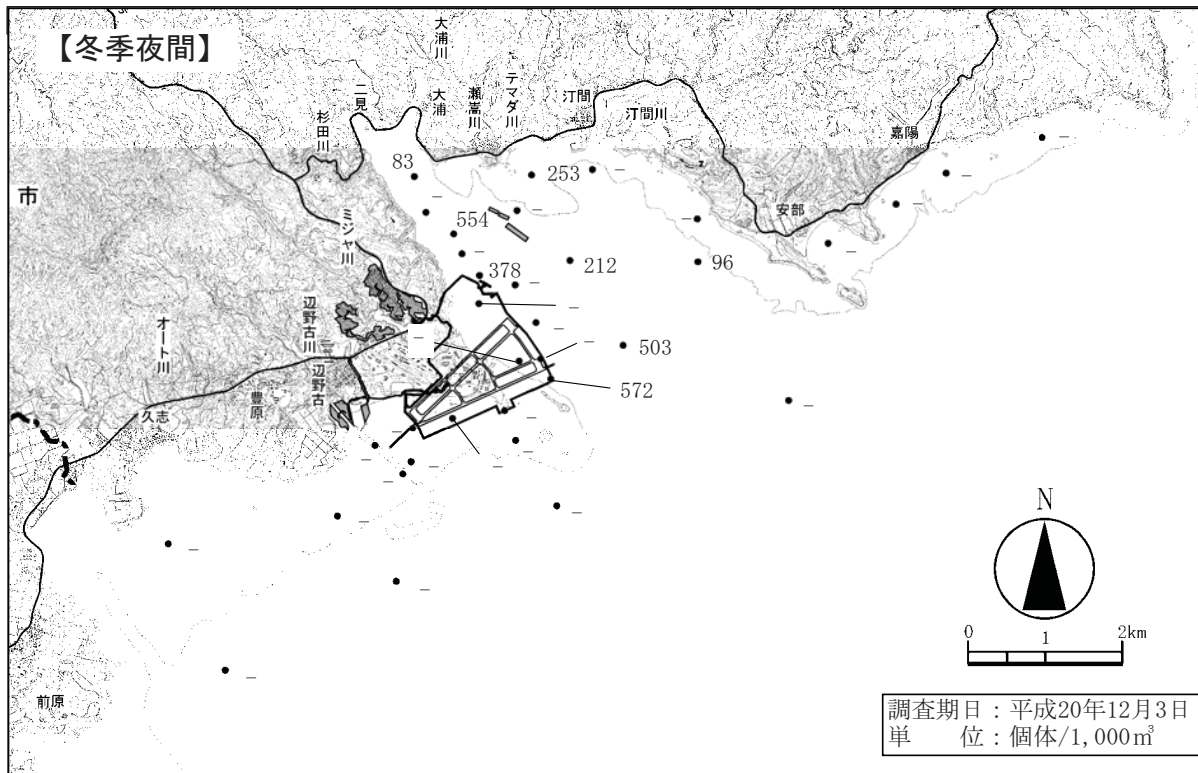 【冬季夜間】
大浦川
テマダ川
瀬嵩川
大浦
二見
杉田川
汀間
汀間川
嘉陽
市
83
253
554
安部
ミジャ川
378
212
96
辺野古川
オート川
503
辺野古
572
豊原
久志
N
0 1 2km
前原
調査期日：平成20年12月3日
単　　位：個体/1,000㎥